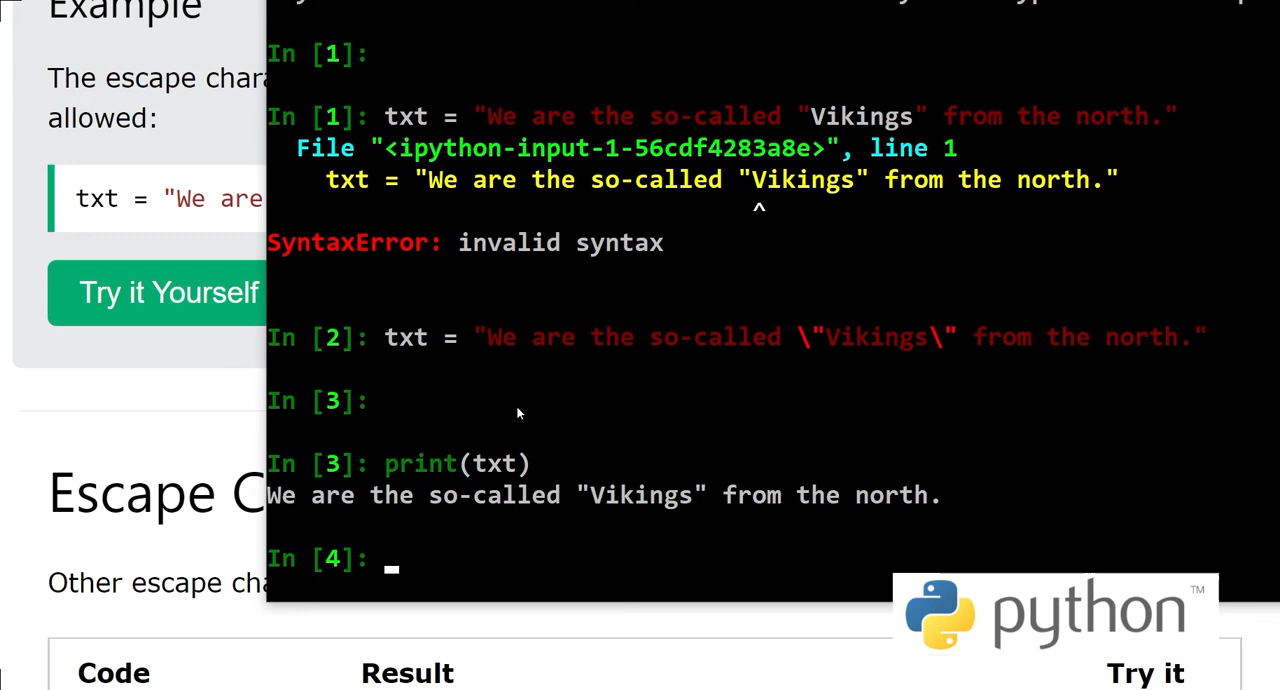 Example
The escape chara
allowed:
txt = "We are
Try it Yourself
Escape C
Other escape cha
Code Result Try it
In [1]:
In [1]: txt = "We are the so-called "Vikings" from the north."
File "<ipython-input-1-56cdf4283a8e>", line 1
txt = "We are the so-called "Vikings" from the north."
^
SyntaxError: invalid syntax
In [2]: txt = "We are the so-called \"Vikings\" from the north."
In [3]:
In [3]: print(txt)
We are the so-called "Vikings" from the north.
In [4]:
python™